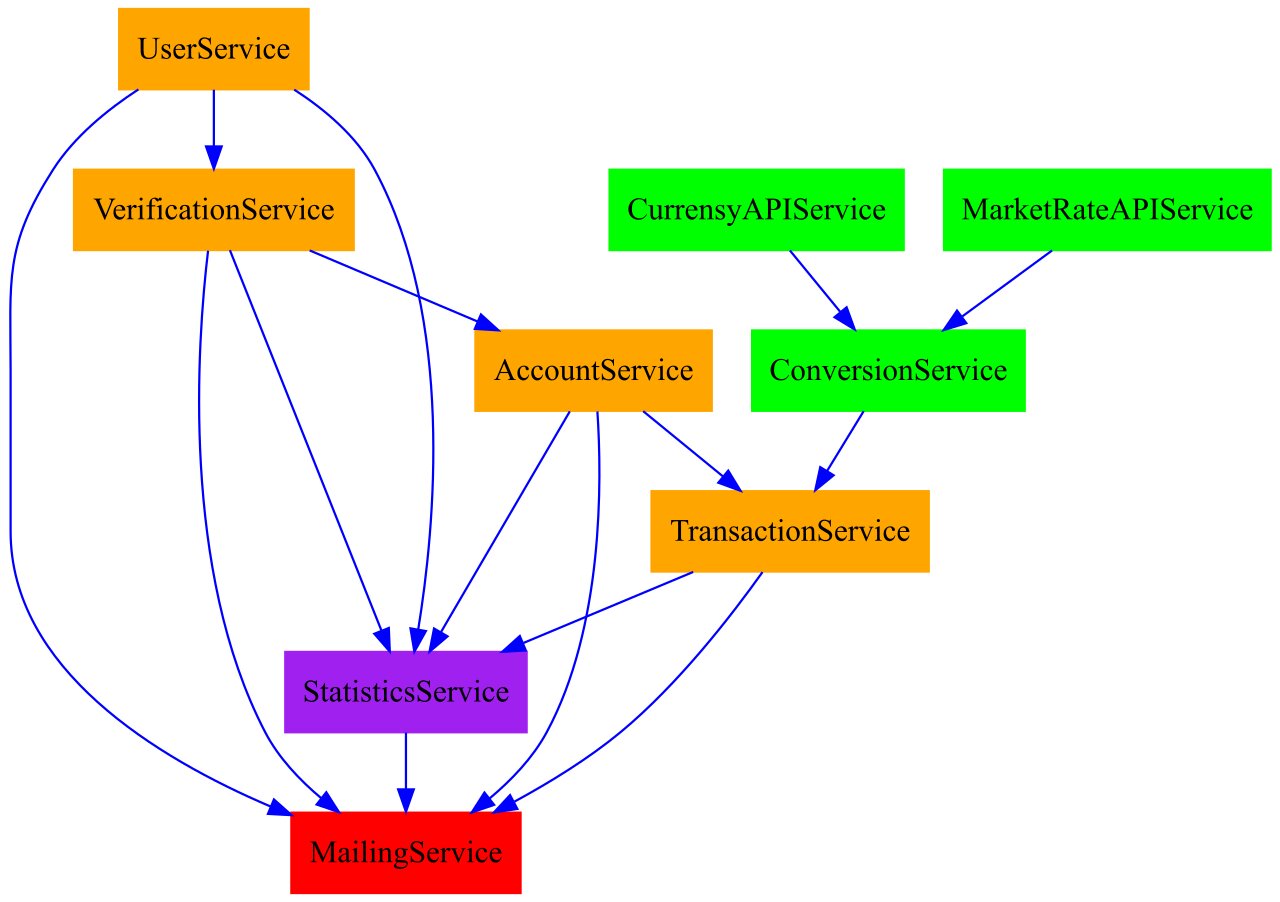 UserService
VerificationService
CurrensyAPIService
MarketRateAPIService
AccountService
ConversionService
TransactionService
StatisticsService
MailingService